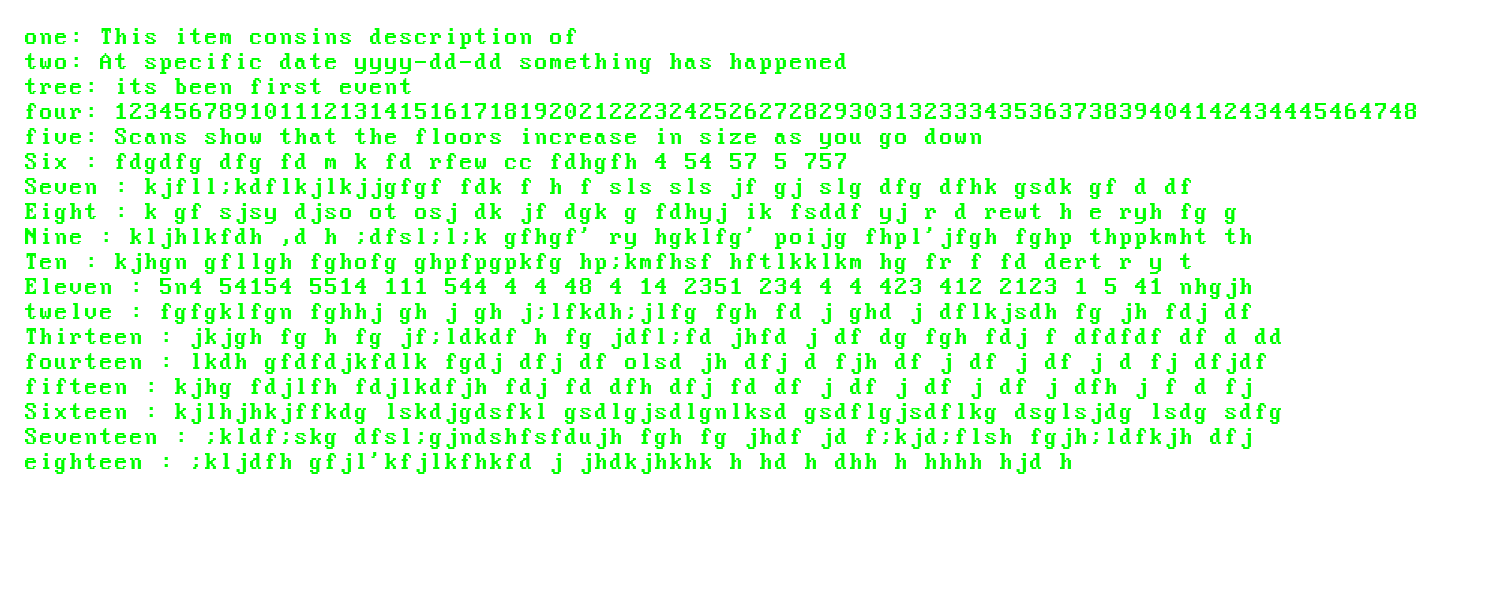 one: This item consins description of
two: At specific date yyyy-dd-dd something has happened
tree: its been first event
four: 123456789101112131415161718192021222324252627282930313233343536373839404142434445464748
five: Scans show that the floors increase in size as you go down
Six : fdgdfg dfg fd m k fd rfew cc fdhgfh 4 54 57 5 757
Seven : kjfll;kdflkjlkjjgfgf fdk f h f sls sls jf gj slg dfg dfhk gsdk gf d df
Eight : k gf sjsy djso ot osj dk jf dgk g fdhyj ik fsddf yj r d rewt h e ryh fg g
Nine : kljhlkfdh ,d h ;dfsl;l;k gfhgf' ry hgklfg' poijg fhpl'jfgh fghp thppkmht th
Ten : kjhgn gfllgh fghofg ghpfpgpkfg hp;kmfhsf hftlkklkm hg fr f fd dert r y t
Eleven : 5n4 54154 5514 111 544 4 4 48 4 14 2351 234 4 4 423 412 2123 1 5 41 nhgjh
twelve : fgfgklfgn fghhj gh j gh j;lfkdh;jlfg fgh fd j ghd j dflkjsdh fg jh fdj df
Thirteen : jkjgh fg h fg jf;ldkdf h fg jdfl;fd jhfd j df dg fgh fdj f dfdfdf df d dd
fourteen : lkdh gfdfdjkfdlk fgdj dfj df olsd jh dfj d fjh df j df j df j d fj dfjdf
fifteen : kjhg fdjlfh fdjlkdfjh fdj fd dfh dfj fd df j df j df j df j dfh j f d fj
Sixteen : kjlhjhkjffkdg lskdjgdsfkl gsdlgjsdlgnlksd gsdflgjsdflkg dsglsjdg lsdg sdfg
Seventeen : ;kldf;skg dfsl;gjndshfsfdujh fgh fg jhdf jd f;kjd;flsh fgjh;ldfkjh dfj
eighteen : ;kljdfh gfjl'kfjlkfhkfd j jhdkjhkhk h hd h dhh h hhhh hjd h